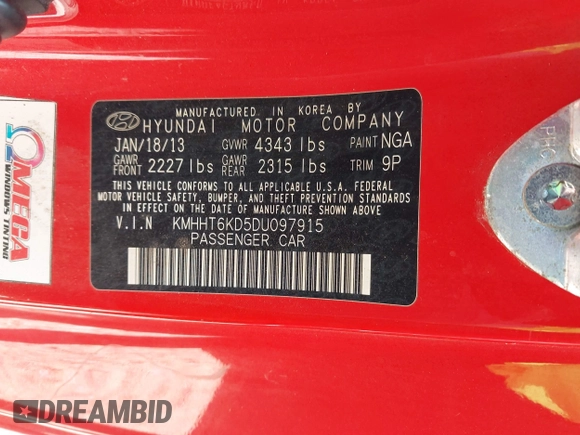 MANUFACTURED IN KOREA BY
HYUNDAI MOTOR COMPANY
JAN/18/13 GVWR 4343 lbs PAINT NGA
GAWR FRONT 2227 lbs GAWR REAR 2315 lbs TRIM 9P
THIS VEHICLE CONFORMS TO ALL APPLICABLE U.S.A. FEDERAL
MOTOR VEHICLE SAFETY, BUMPER, AND THEFT PREVENTION STANDARDS
IN EFFECT ON THE DATE OF MANUFACTURE SHOWN ABOVE.
V.I.N KMHHT6KD5DU097915
PASSENGER CAR
OMEGA
WINDOWS TINTING
DREAMBID